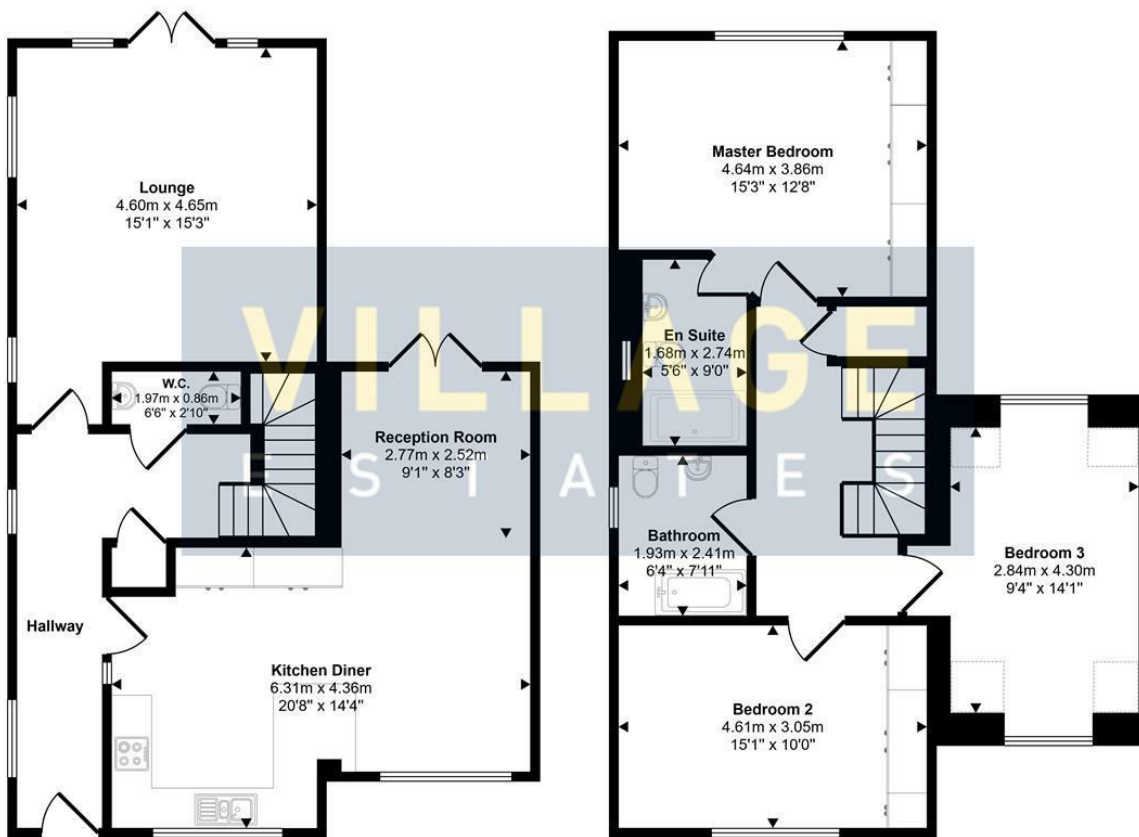 Lounge
4.60m x 4.65m
15'1" x 15'3"
W.C.
1.97m x 0.86m
6'6" x 2'10"
Reception Room
2.77m x 2.52m
9'1" x 8'3"
Hallway
Kitchen Diner
6.31m x 4.36m
20'8" x 14'4"
Master Bedroom
4.64m x 3.86m
15'3" x 12'8"
En Suite
1.68m x 2.74m
5'6" x 9'0"
Bathroom
1.93m x 2.41m
6'4" x 7'11"
Bedroom 3
2.84m x 4.30m
9'4" x 14'1"
Bedroom 2
4.61m x 3.05m
15'1" x 10'0"
VILLAGE
ESTATES